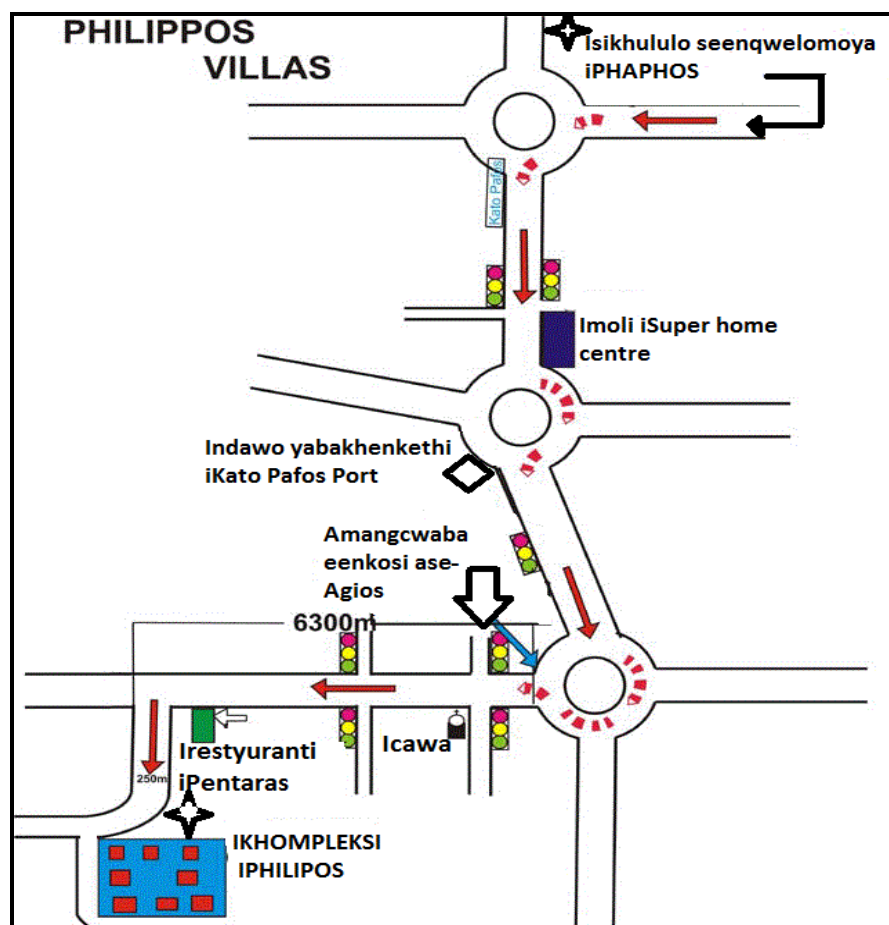 PHILIPPOS
VILLAS
Isikhululo seenqwelomoya
iPHAPHOS
Kato Pafos
Imoli iSuper home
centre
Indawo yabakhenkethi
iKato Pafos Port
Amangcwaba
eenkosi ase-
Agios
6300m
Irestyuranti
iPentaras
Icawa
250m
IKHOMPLEKSI
IPHILIPOS